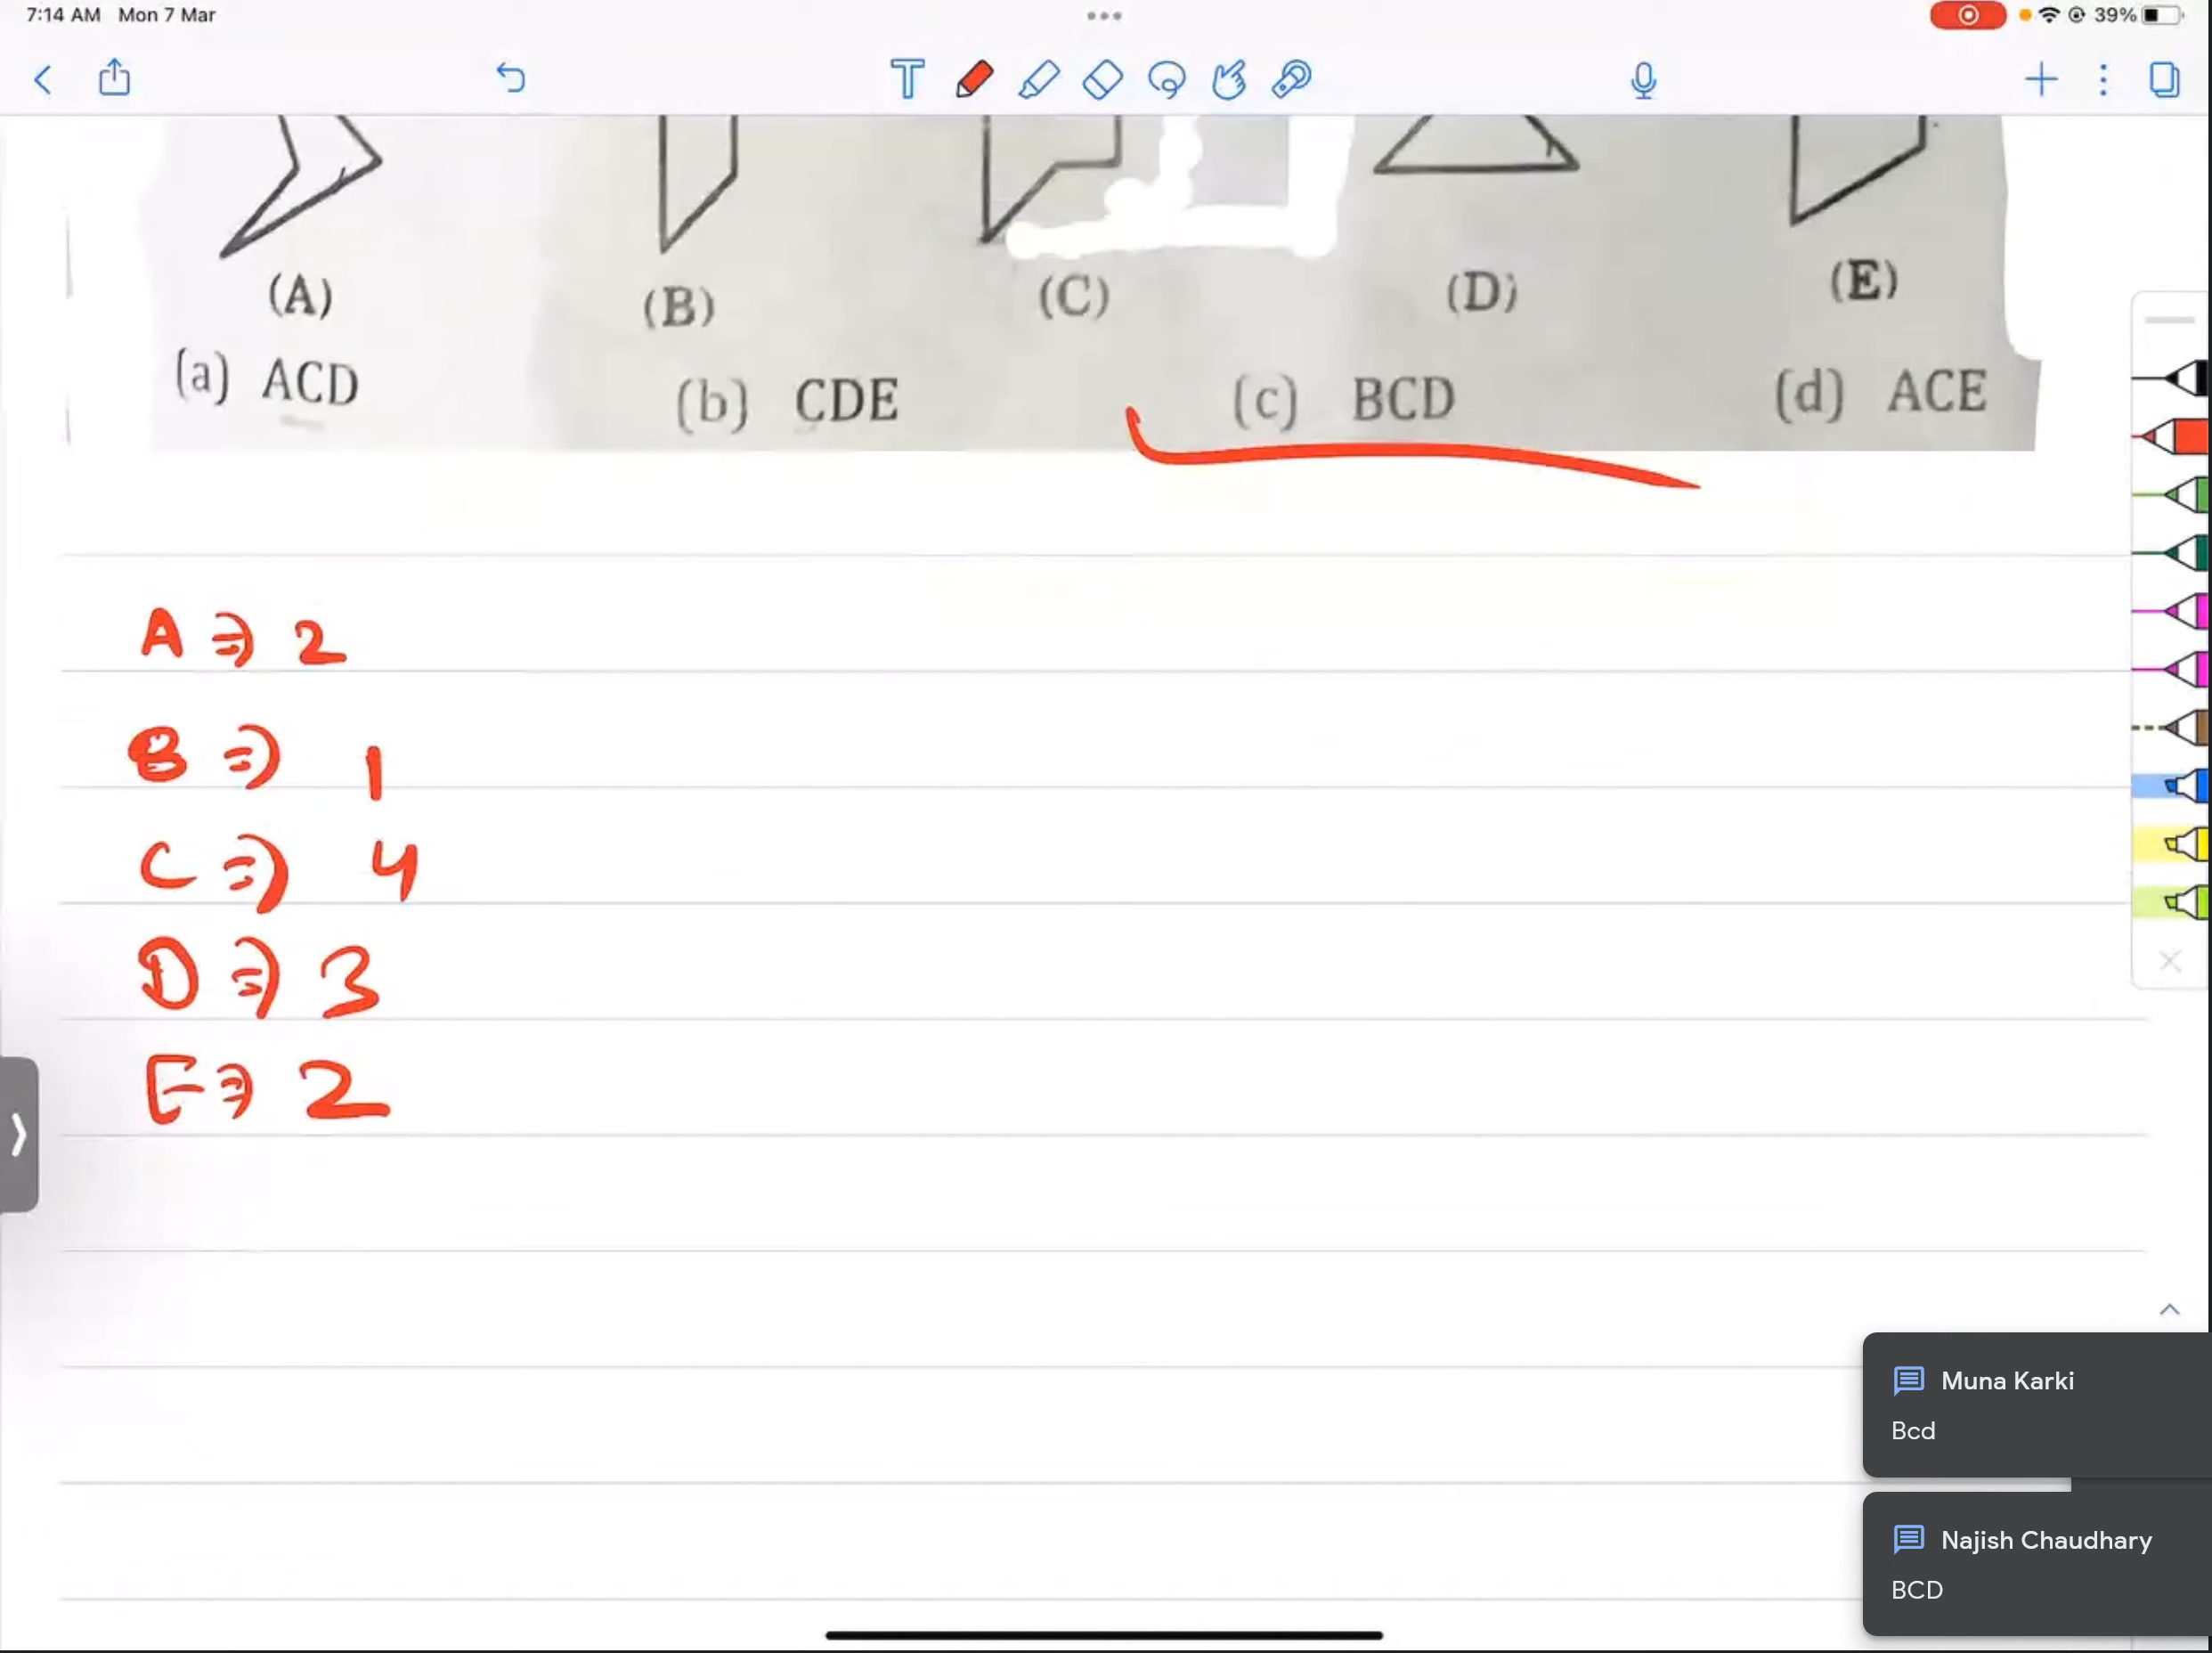 7:14 AM Mon 7 Mar
39%
(A) (B) (C) (D) (E)
(a) ACD (b) CDE (c) BCD (d) ACE
A ⇒ 2
B ⇒ 1
C ⇒ 4
D ⇒ 3
E ⇒ 2
Muna Karki
Bcd
Najish Chaudhary
BCD